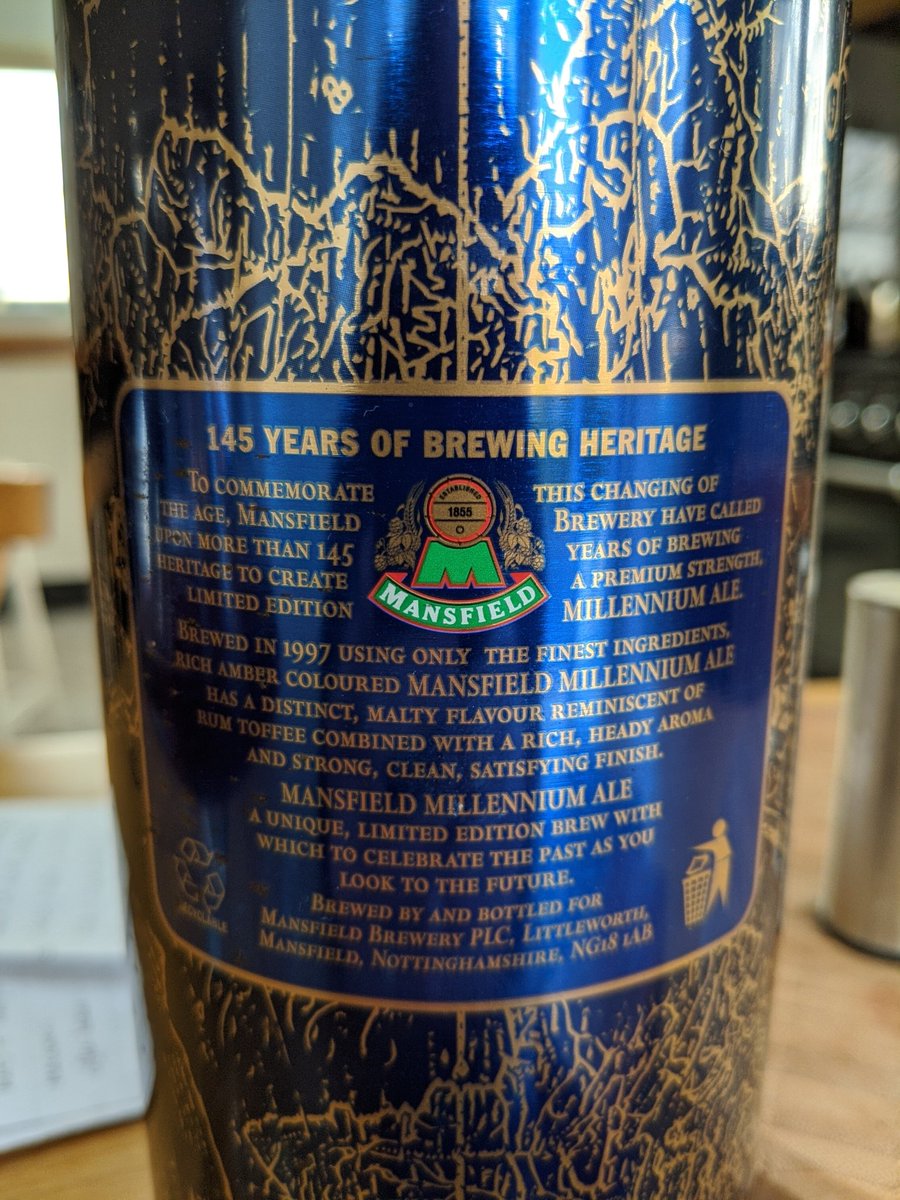 145 YEARS OF BREWING HERITAGE
TO COMMEMORATE THIS CHANGING OF
THE AGE, MANSFIELD BREWERY HAVE CALLED
UPON MORE THAN 145 YEARS OF BREWING
HERITAGE TO CREATE A PREMIUM STRENGTH,
LIMITED EDITION MILLENNIUM ALE.
ESTABLISHED
1855
M
MANSFIELD
BREWED IN 1997 USING ONLY THE FINEST INGREDIENTS,
RICH AMBER COLOURED MANSFIELD MILLENNIUM ALE
HAS A DISTINCT, MALTY FLAVOUR REMINISCENT OF
RUM TOFFEE COMBINED WITH A RICH, HEADY AROMA
AND STRONG, CLEAN, SATISFYING FINISH.
MANSFIELD MILLENNIUM ALE
A UNIQUE, LIMITED EDITION BREW WITH
WHICH TO CELEBRATE THE PAST AS YOU
LOOK TO THE FUTURE.
RECYCLABLE
BREWED BY AND BOTTLED FOR
MANSFIELD BREWERY PLC, LITTLEWORTH,
MANSFIELD, NOTTINGHAMSHIRE, NG18 1AB